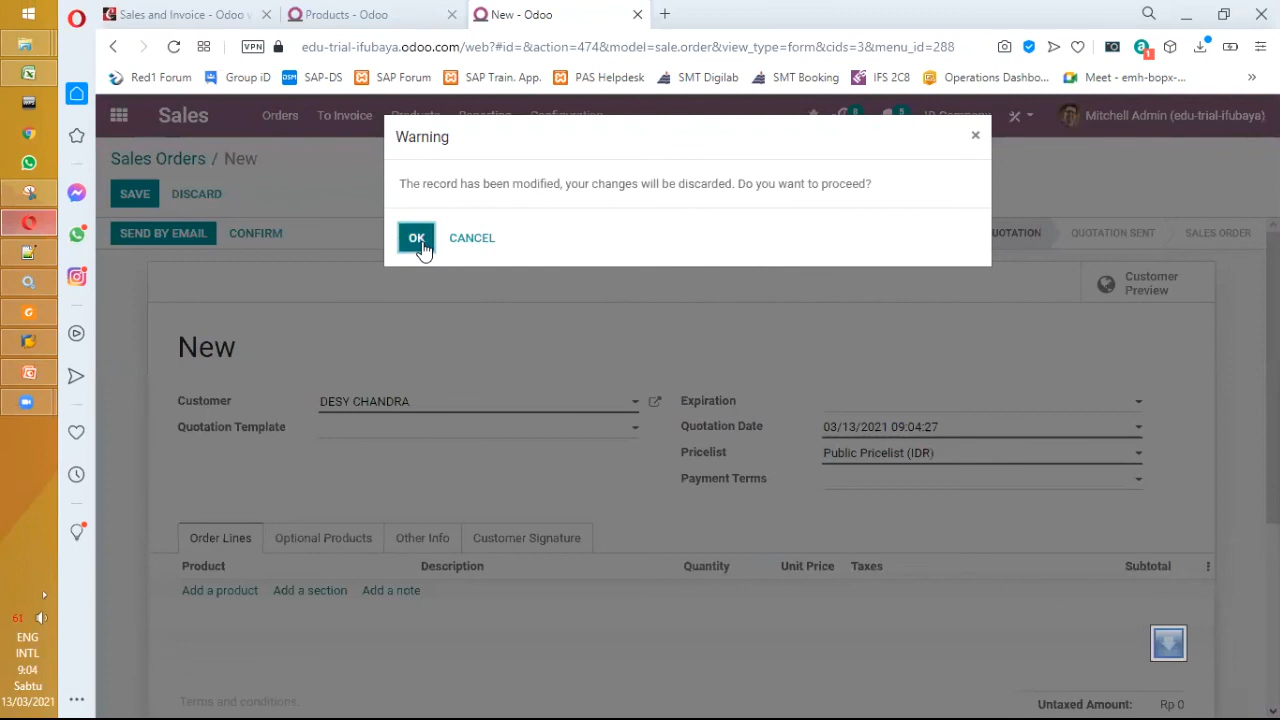 Sales and Invoice - Odoo v
Products - Odoo
New - Odoo
VPN
edu-trial-ifubaya.odoo.com/web?#id=&action=474&model=sale.order&view_type=form&cids=3&menu_id=288
Red1 Forum
Group iD
SAP-DS
SAP Forum
SAP Train. App.
PAS Helpdesk
SMT Digilab
SMT Booking
IFS 2C8
Operations Dashbo...
Meet - emh-bopx-...
Sales
Orders
To Invoice
Products
Reporting
Configuration
Mitchell Admin (edu-trial-ifubaya)
Warning
The record has been modified, your changes will be discarded. Do you want to proceed?
OK
CANCEL
Sales Orders / New
SAVE
DISCARD
SEND BY EMAIL
CONFIRM
QUOTATION SENT
SALES ORDER
Customer
Preview
New
Customer
DESY CHANDRA
Quotation Template
Expiration
Quotation Date
03/13/2021 09:04:27
Pricelist
Public Pricelist (IDR)
Payment Terms
Order Lines
Optional Products
Other Info
Customer Signature
Product
Description
Quantity
Unit Price
Taxes
Subtotal
Add a product
Add a section
Add a note
Terms and conditions.
Untaxed Amount:
Rp 0
61
ENG
INTL
9:04
Sabtu
13/03/2021